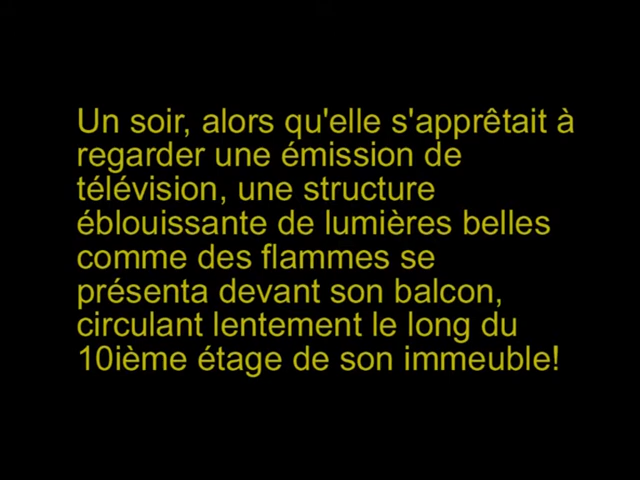 Un soir, alors qu'elle s'apprêtait à
regarder une émission de
télévision, une structure
éblouissante de lumières belles
comme des flammes se
présenta devant son balcon,
circulant lentement le long du
10ième étage de son immeuble!